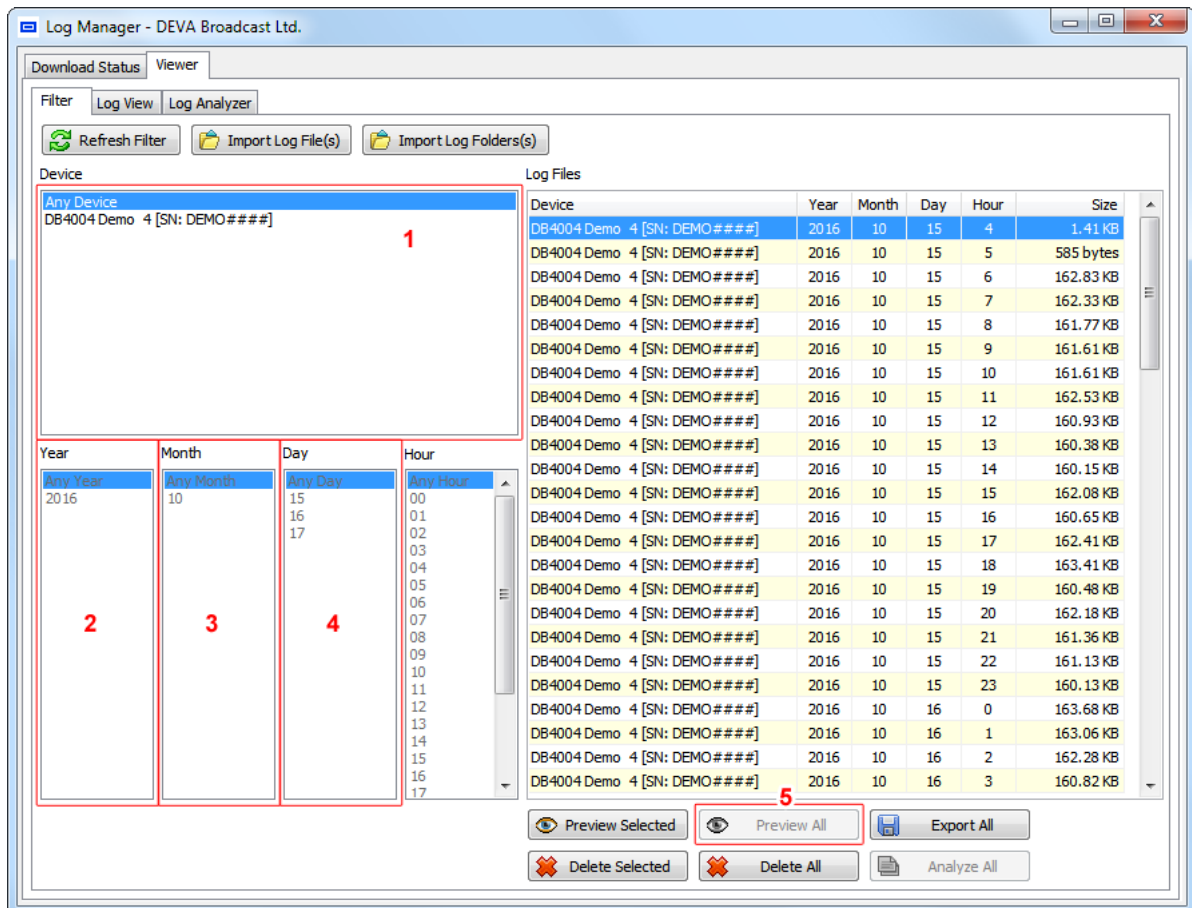 Log Manager - DEVA Broadcast Ltd.
Download Status Viewer
Filter Log View Log Analyzer
Refresh Filter Import Log File(s) Import Log Folders(s)
Device
Any Device
DB4004 Demo 4 [SN: DEMO####]
1
Year Month Day Hour
Any Year
2016
2
Any Month
10
3
Any Day
15
16
17
4
Any Hour
00
01
02
03
04
05
06
07
08
09
10
11
12
13
14
15
16
17
Log Files
Device Year Month Day Hour Size
DB4004 Demo 4 [SN: DEMO####] 2016 10 15 4 1.41 KB
DB4004 Demo 4 [SN: DEMO####] 2016 10 15 5 585 bytes
DB4004 Demo 4 [SN: DEMO####] 2016 10 15 6 162.83 KB
DB4004 Demo 4 [SN: DEMO####] 2016 10 15 7 162.33 KB
DB4004 Demo 4 [SN: DEMO####] 2016 10 15 8 161.77 KB
DB4004 Demo 4 [SN: DEMO####] 2016 10 15 9 161.61 KB
DB4004 Demo 4 [SN: DEMO####] 2016 10 15 10 161.61 KB
DB4004 Demo 4 [SN: DEMO####] 2016 10 15 11 162.53 KB
DB4004 Demo 4 [SN: DEMO####] 2016 10 15 12 160.93 KB
DB4004 Demo 4 [SN: DEMO####] 2016 10 15 13 160.38 KB
DB4004 Demo 4 [SN: DEMO####] 2016 10 15 14 160.15 KB
DB4004 Demo 4 [SN: DEMO####] 2016 10 15 15 162.08 KB
DB4004 Demo 4 [SN: DEMO####] 2016 10 15 16 160.65 KB
DB4004 Demo 4 [SN: DEMO####] 2016 10 15 17 162.41 KB
DB4004 Demo 4 [SN: DEMO####] 2016 10 15 18 163.41 KB
DB4004 Demo 4 [SN: DEMO####] 2016 10 15 19 160.48 KB
DB4004 Demo 4 [SN: DEMO####] 2016 10 15 20 162.18 KB
DB4004 Demo 4 [SN: DEMO####] 2016 10 15 21 161.36 KB
DB4004 Demo 4 [SN: DEMO####] 2016 10 15 22 161.13 KB
DB4004 Demo 4 [SN: DEMO####] 2016 10 15 23 160.13 KB
DB4004 Demo 4 [SN: DEMO####] 2016 10 16 0 163.68 KB
DB4004 Demo 4 [SN: DEMO####] 2016 10 16 1 163.06 KB
DB4004 Demo 4 [SN: DEMO####] 2016 10 16 2 162.28 KB
DB4004 Demo 4 [SN: DEMO####] 2016 10 16 3 160.82 KB
5
Preview Selected Preview All Export All
Delete Selected Delete All Analyze All